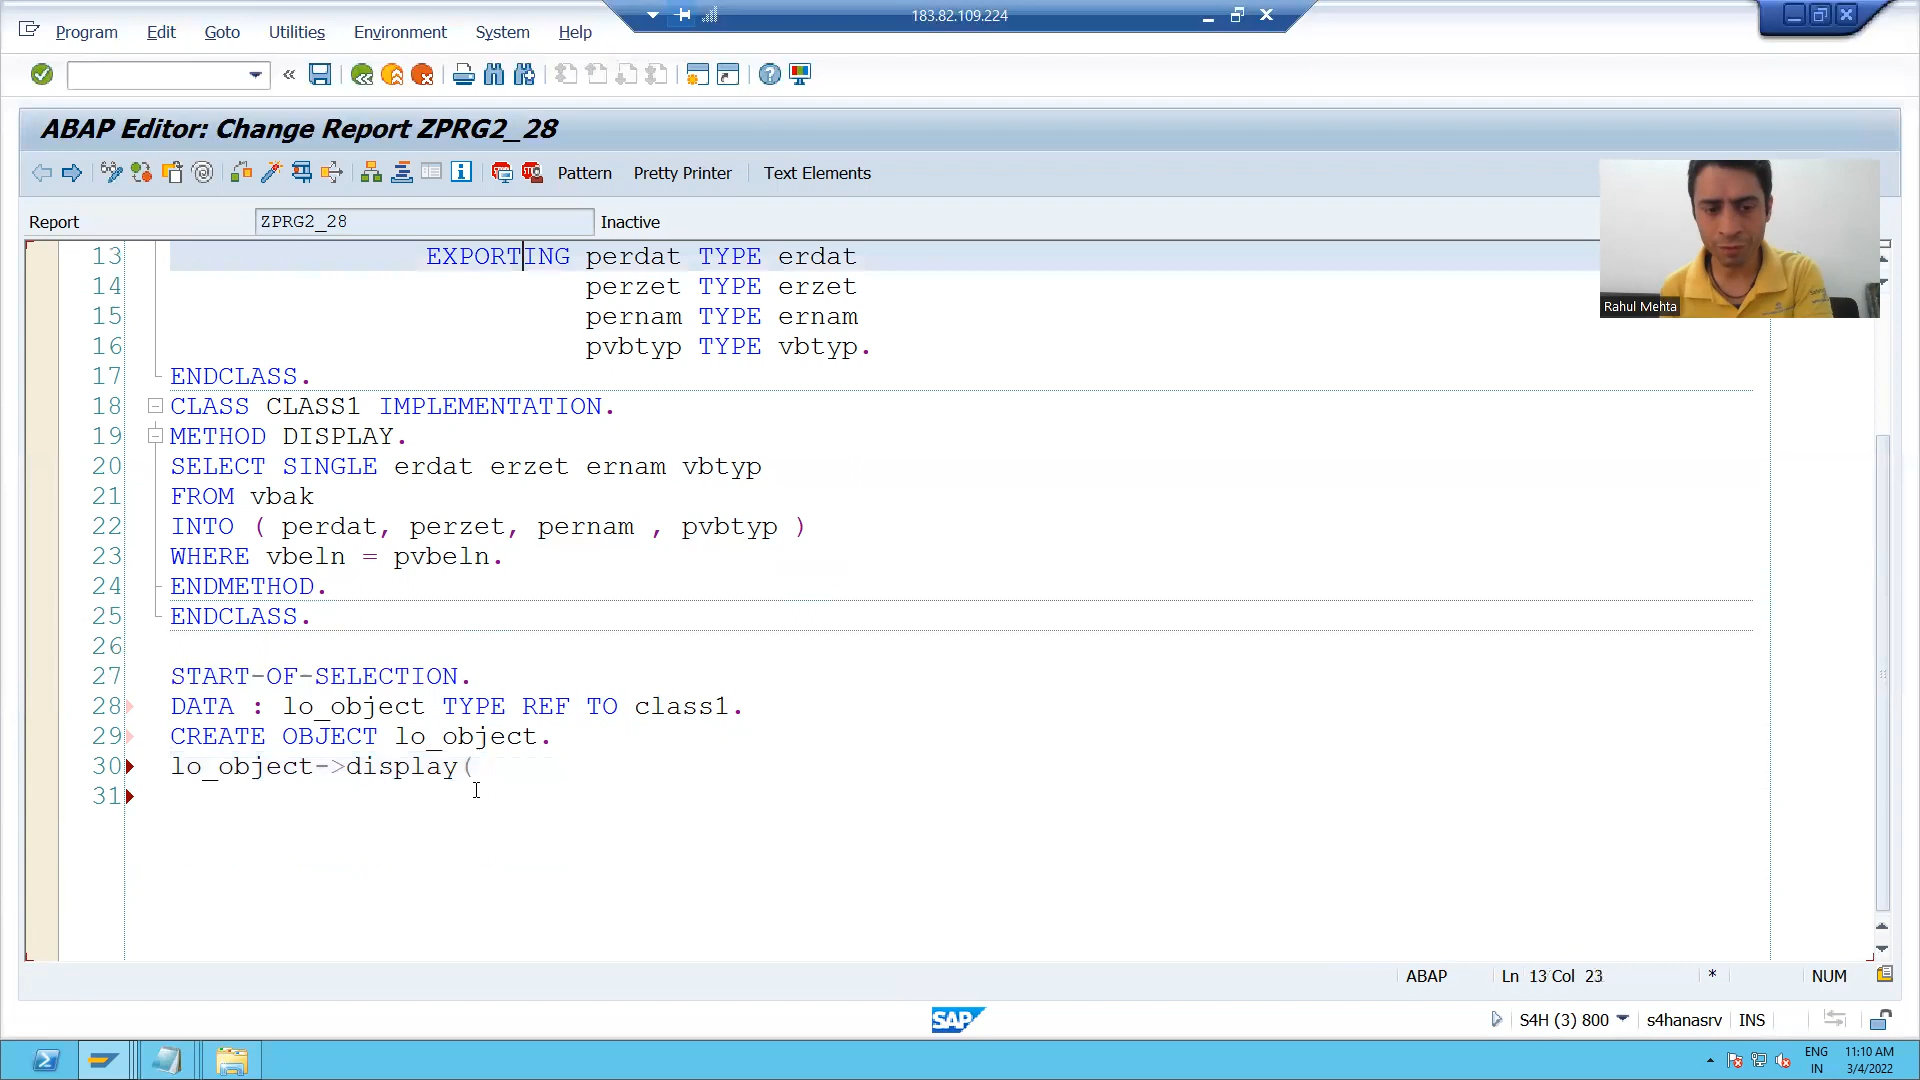 183.82.109.224
Program Edit Goto Utilities Environment System Help
ABAP Editor: Change Report ZPRG2_28
Pattern Pretty Printer Text Elements
Report ZPRG2_28 Inactive
Rahul Mehta
13 EXPORTING perdat TYPE erdat
14 perzet TYPE erzet
15 pernam TYPE ernam
16 pvbtyp TYPE vbtyp.
17 ENDCLASS.
18 CLASS CLASS1 IMPLEMENTATION.
19 METHOD DISPLAY.
20 SELECT SINGLE erdat erzet ernam vbtyp
21 FROM vbak
22 INTO ( perdat, perzet, pernam , pvbtyp )
23 WHERE vbeln = pvbeln.
24 ENDMETHOD.
25 ENDCLASS.
26
27 START-OF-SELECTION.
28 DATA : lo_object TYPE REF TO class1.
29 CREATE OBJECT lo_object.
30 lo_object->display(
31
ABAP Ln 13 Col 23 * NUM
SAP S4H (3) 800 s4hanasrv INS
ENG 11:10 AM
IN 3/4/2022